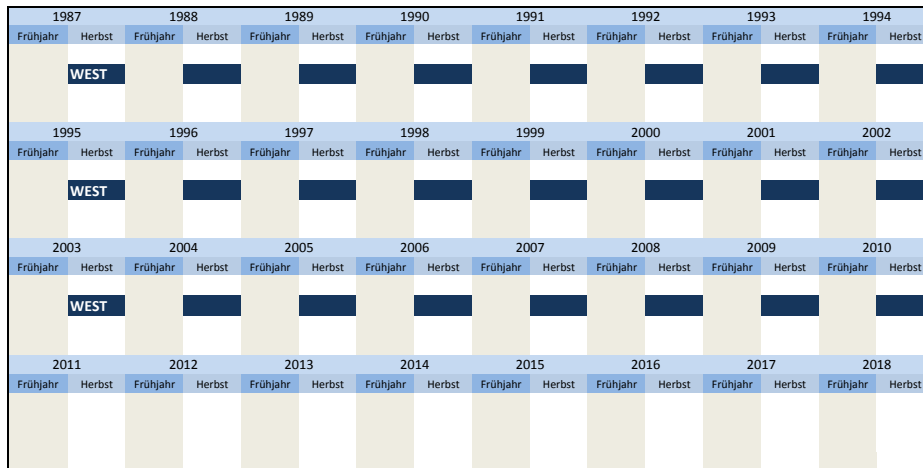 1987 1988 1989 1990 1991 1992 1993 1994
Frühjahr Herbst Frühjahr Herbst Frühjahr Herbst Frühjahr Herbst Frühjahr Herbst Frühjahr Herbst Frühjahr Herbst Frühjahr Herbst
WEST
1995 1996 1997 1998 1999 2000 2001 2002
Frühjahr Herbst Frühjahr Herbst Frühjahr Herbst Frühjahr Herbst Frühjahr Herbst Frühjahr Herbst Frühjahr Herbst Frühjahr Herbst
WEST
2003 2004 2005 2006 2007 2008 2009 2010
Frühjahr Herbst Frühjahr Herbst Frühjahr Herbst Frühjahr Herbst Frühjahr Herbst Frühjahr Herbst Frühjahr Herbst Frühjahr Herbst
WEST
2011 2012 2013 2014 2015 2016 2017 2018
Frühjahr Herbst Frühjahr Herbst Frühjahr Herbst Frühjahr Herbst Frühjahr Herbst Frühjahr Herbst Frühjahr Herbst Frühjahr Herbst